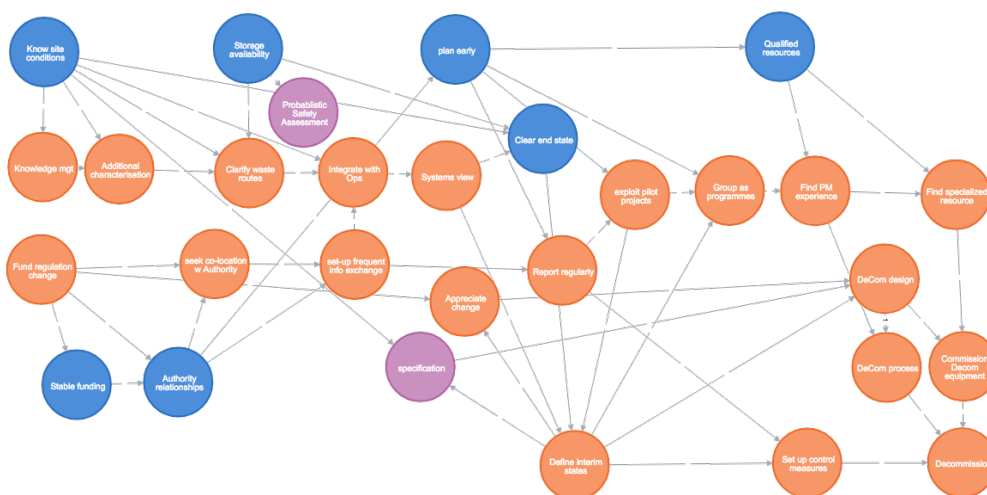 Know site
conditions
Storage
availability
plan early
Qualified
resources
Probablistic
Safety
Assessment
Clear end state
Knowledge mgt
Additional
characterisation
Clarify waste
routes
Integrate with
Ops
Systems view
exploit pilot
projects
Group as
programmes
Find PM
experience
Find specialized
resource
Fund regulation
change
seek co-location
w Authority
set-up frequent
info exchange
Report regularly
Appreciate
change
DeCom design
Stable funding
Authority
relationships
specification
DeCom process
Commission
Decom
equipment
Define interim
states
Set up control
measures
Decommission